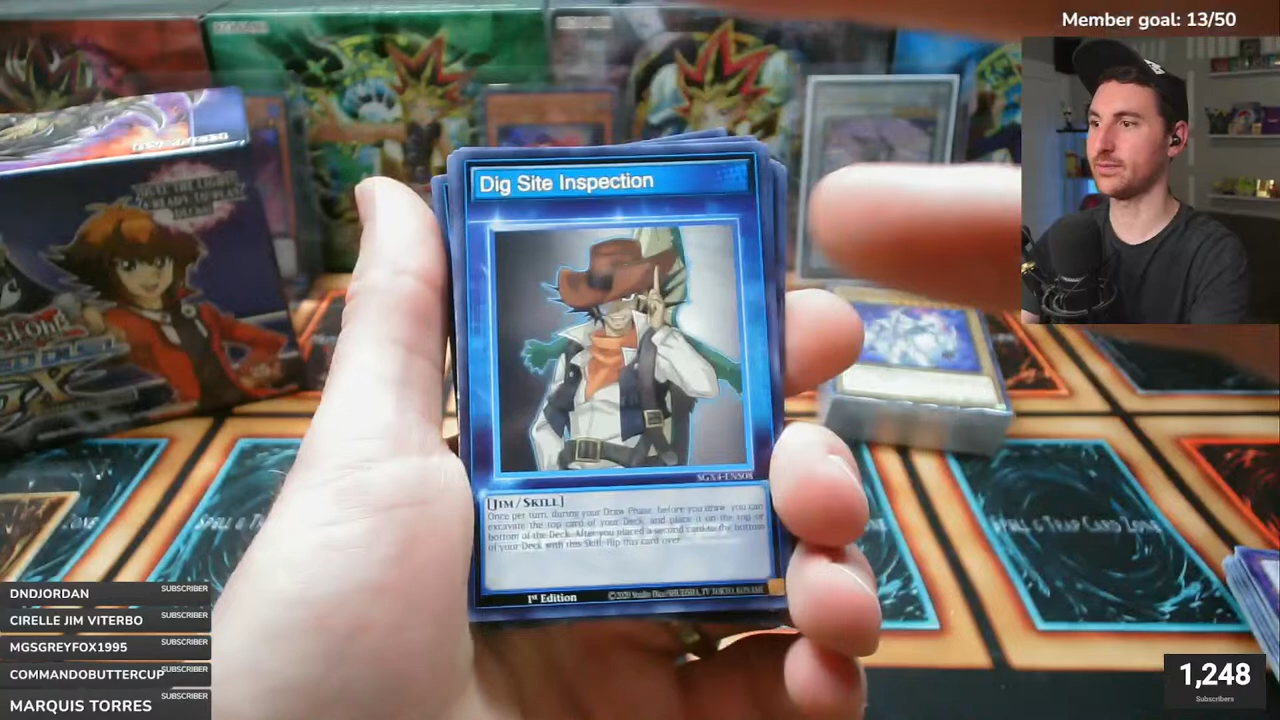 Member goal: 13/50
KONAMI
Dig Site Inspection
SGX4-ENS08
[JIM/SKILL]
Once per turn, during your Draw Phase, before you draw, you can
excavate the top card of your Deck, and place it on the top or
bottom of the Deck. After you placed a second card to the bottom
of your Deck with this Skill, flip this card over.
1st Edition
©2020 Studio Dice/SHUEISHA, TV TOKYO, KONAMI
SPELL & TRAP CARD ZONE
DNDJORDAN SUBSCRIBER
CIRELLE JIM VITERBO SUBSCRIBER
MGSGREYFOX1995 SUBSCRIBER
COMMANDOBUTTERCUP SUBSCRIBER
MARQUIS TORRES SUBSCRIBER
1,248
Subscribers